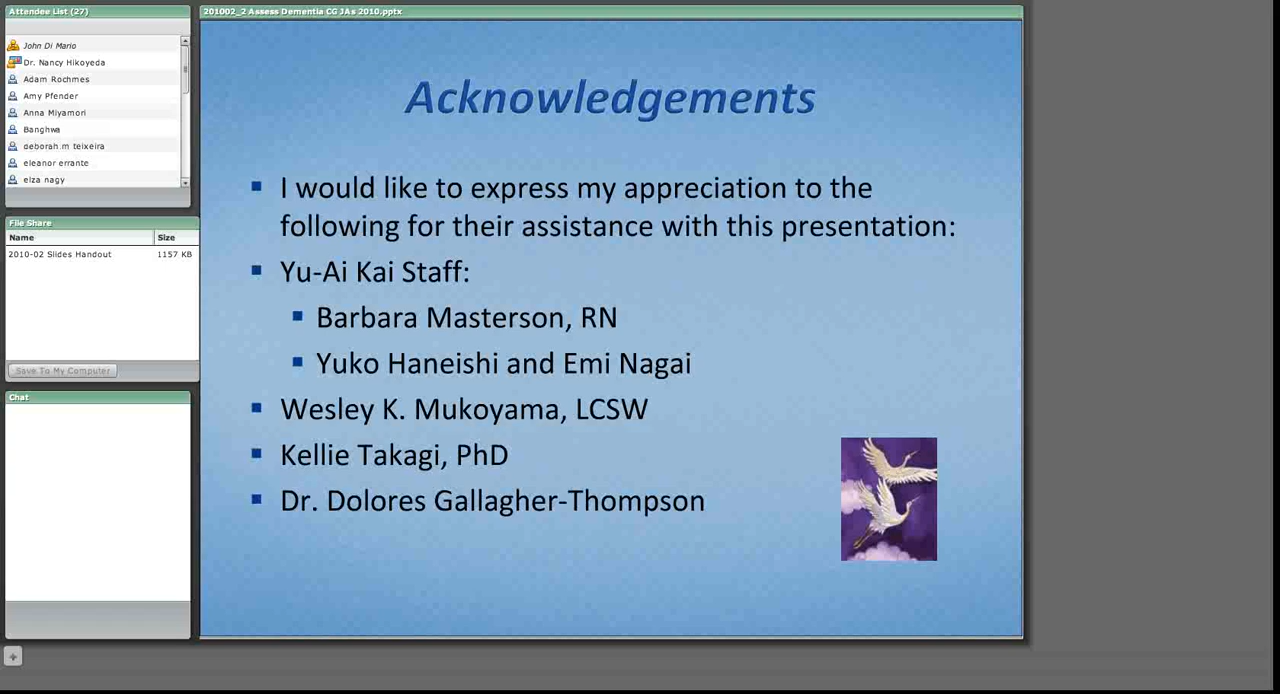 Attendee List (27)
John Di Mario
Dr. Nancy Hikoyeda
Adam Rochmes
Amy Pfender
Anna Miyamori
Banghwa
deborah m teixeira
eleanor errante
elza nagy
File Share
Name Size
2010-02 Slides Handout 1157 KB
Save To My Computer
Chat
201002_2 Assess Dementia CG JAs 2010.pptx
Acknowledgements
I would like to express my appreciation to the
following for their assistance with this presentation:
Yu-Ai Kai Staff:
Barbara Masterson, RN
Yuko Haneishi and Emi Nagai
Wesley K. Mukoyama, LCSW
Kellie Takagi, PhD
Dr. Dolores Gallagher-Thompson